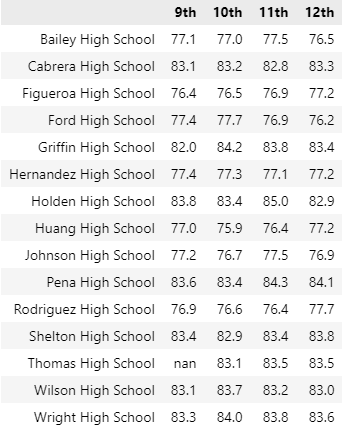 9th 10th 11th 12th
Bailey High School 77.1 77.0 77.5 76.5
Cabrera High School 83.1 83.2 82.8 83.3
Figueroa High School 76.4 76.5 76.9 77.2
Ford High School 77.4 77.7 76.9 76.2
Griffin High School 82.0 84.2 83.8 83.4
Hernandez High School 77.4 77.3 77.1 77.2
Holden High School 83.8 83.4 85.0 82.9
Huang High School 77.0 75.9 76.4 77.2
Johnson High School 77.2 76.7 77.5 76.9
Pena High School 83.6 83.4 84.3 84.1
Rodriguez High School 76.9 76.6 76.4 77.7
Shelton High School 83.4 82.9 83.4 83.8
Thomas High School nan 83.1 83.5 83.5
Wilson High School 83.1 83.7 83.2 83.0
Wright High School 83.3 84.0 83.8 83.6